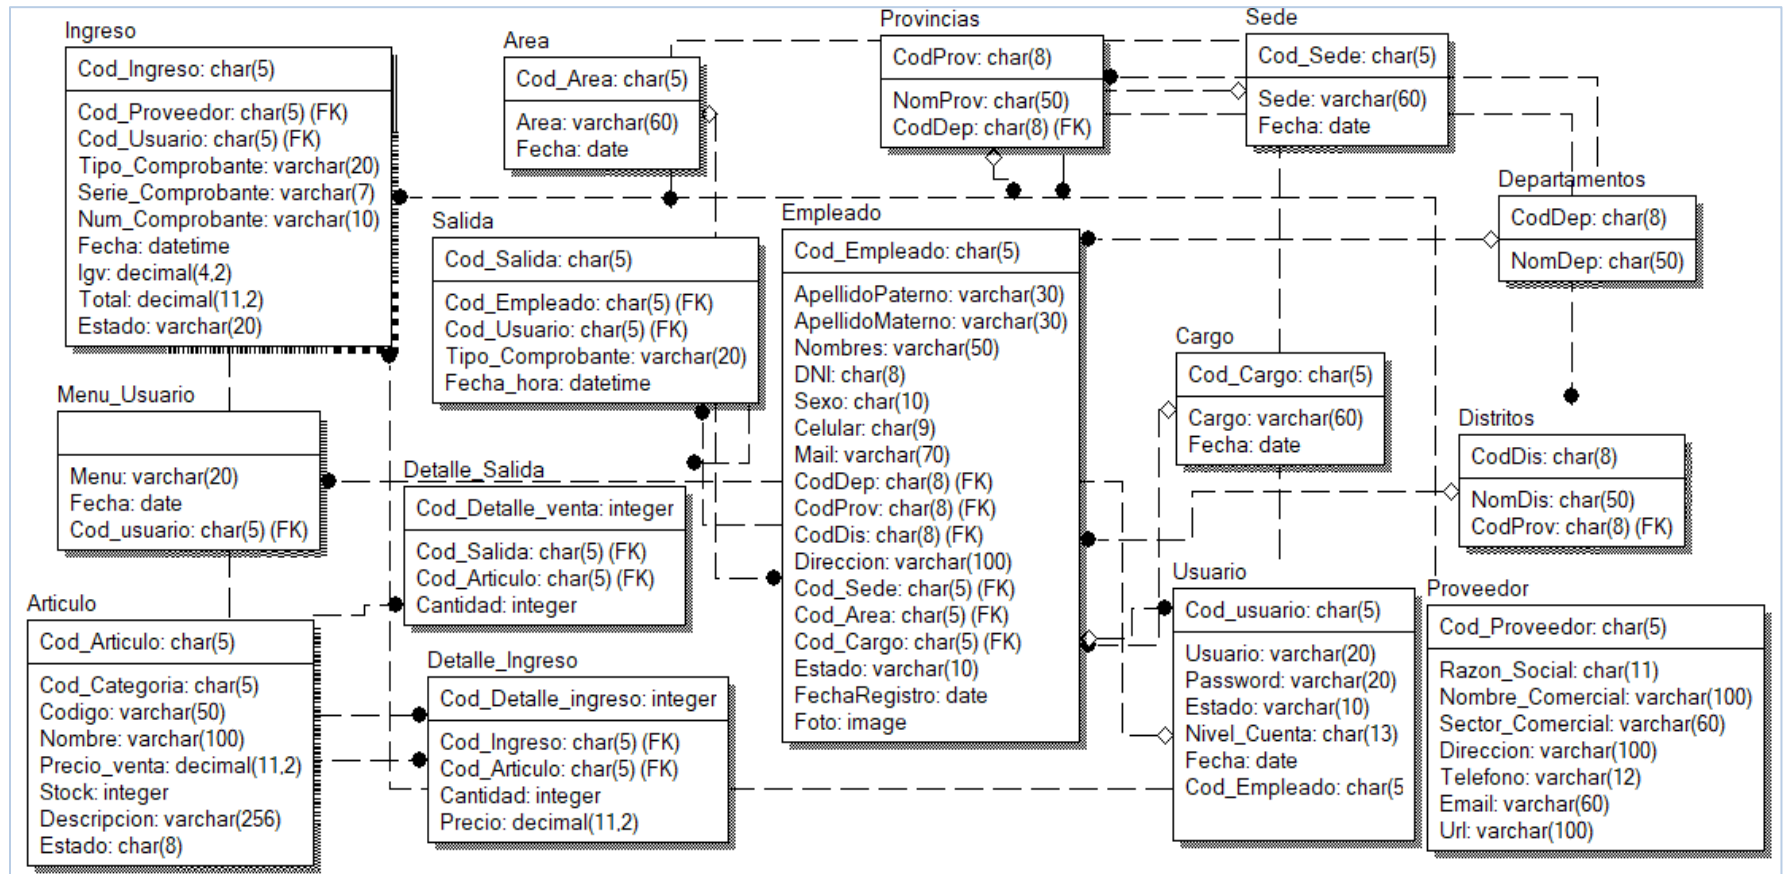 Ingreso
Cod_Ingreso: char(5)
Cod_Proveedor: char(5) (FK)
Cod_Usuario: char(5) (FK)
Tipo_Comprobante: varchar(20)
Serie_Comprobante: varchar(7)
Num_Comprobante: varchar(10)
Fecha: datetime
Igv: decimal(4,2)
Total: decimal(11,2)
Estado: varchar(20)
Area
Cod_Area: char(5)
Area: varchar(60)
Fecha: date
Provincias
CodProv: char(8)
NomProv: char(50)
CodDep: char(8) (FK)
Sede
Cod_Sede: char(5)
Sede: varchar(60)
Fecha: date
Departamentos
CodDep: char(8)
NomDep: char(50)
Salida
Cod_Salida: char(5)
Cod_Empleado: char(5) (FK)
Cod_Usuario: char(5) (FK)
Tipo_Comprobante: varchar(20)
Fecha_hora: datetime
Empleado
Cod_Empleado: char(5)
ApellidoPaterno: varchar(30)
ApellidoMaterno: varchar(30)
Nombres: varchar(50)
DNI: char(8)
Sexo: char(10)
Celular: char(9)
Mail: varchar(70)
CodDep: char(8) (FK)
CodProv: char(8) (FK)
CodDis: char(8) (FK)
Direccion: varchar(100)
Cod_Sede: char(5) (FK)
Cod_Area: char(5) (FK)
Cod_Cargo: char(5) (FK)
Estado: varchar(10)
FechaRegistro: date
Foto: image
Cargo
Cod_Cargo: char(5)
Cargo: varchar(60)
Fecha: date
Distritos
CodDis: char(8)
NomDis: char(50)
CodProv: char(8) (FK)
Menu_Usuario
Menu: varchar(20)
Fecha: date
Cod_usuario: char(5) (FK)
Detalle_Salida
Cod_Detalle_venta: integer
Cod_Salida: char(5) (FK)
Cod_Articulo: char(5) (FK)
Cantidad: integer
Articulo
Cod_Articulo: char(5)
Cod_Categoria: char(5)
Codigo: varchar(50)
Nombre: varchar(100)
Precio_venta: decimal(11,2)
Stock: integer
Descripcion: varchar(256)
Estado: char(8)
Detalle_Ingreso
Cod_Detalle_ingreso: integer
Cod_Ingreso: char(5) (FK)
Cod_Articulo: char(5) (FK)
Cantidad: integer
Precio: decimal(11,2)
Usuario
Cod_usuario: char(5)
Usuario: varchar(20)
Password: varchar(20)
Estado: varchar(10)
Nivel_Cuenta: char(13)
Fecha: date
Cod_Empleado: char(5
Proveedor
Cod_Proveedor: char(5)
Razon_Social: char(11)
Nombre_Comercial: varchar(100)
Sector_Comercial: varchar(60)
Direccion: varchar(100)
Telefono: varchar(12)
Email: varchar(60)
Url: varchar(100)